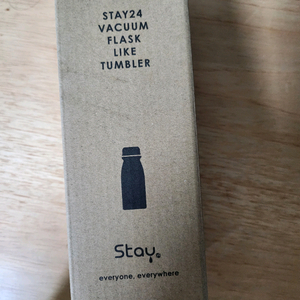 STAY24
VACUUM
FLASK
LIKE
TUMBLER
Stay
everyone, everywhere